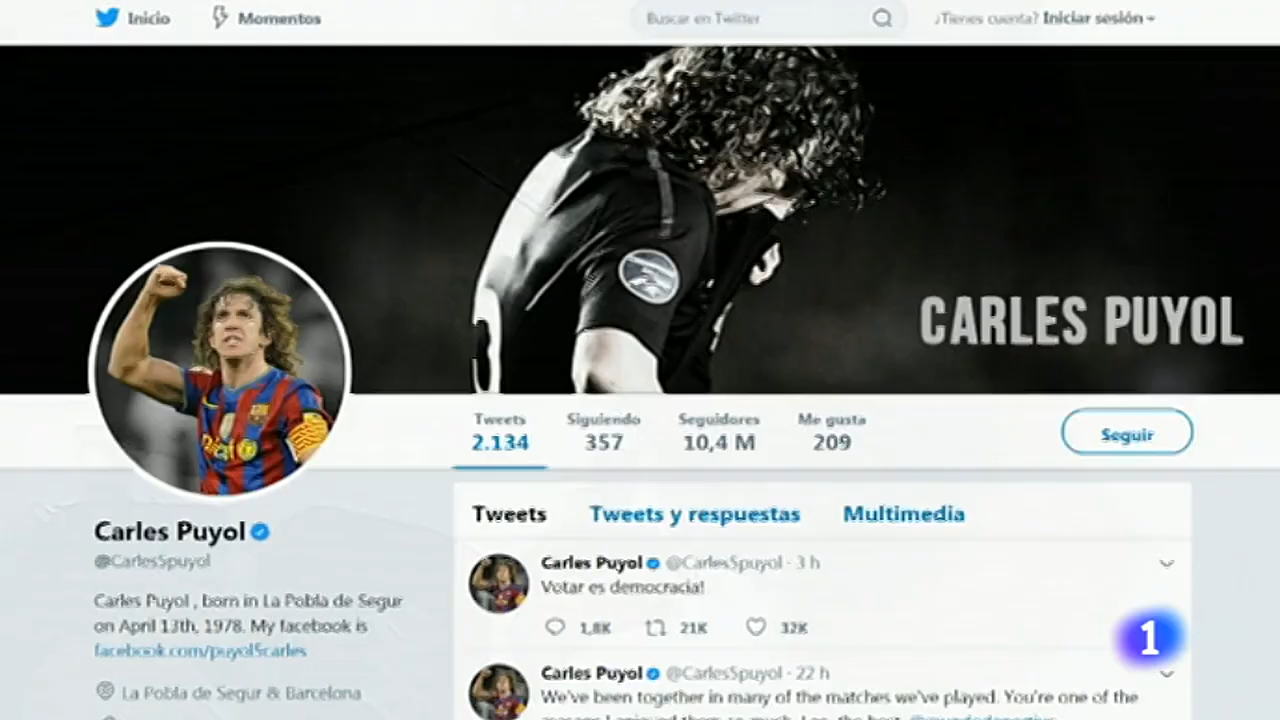 Inicio Momentos Buscar en Twitter ¿Tienes cuenta? Iniciar sesión
CARLES PUYOL
Tweets Siguiendo Seguidores Me gusta
2.134 357 10,4 M 209
Seguir
Carles Puyol
@Carles5puyol
Carles Puyol , born in La Pobla de Segur
on April 13th, 1978. My facebook is
facebook.com/puyol5carles
La Pobla de Segur & Barcelona
Tweets Tweets y respuestas Multimedia
Carles Puyol @Carles5puyol · 3 h
Votar es democracia!
1,8K 21K 32K
Carles Puyol @Carles5puyol · 22 h
We've been together in many of the matches we've played. You're one of the
1